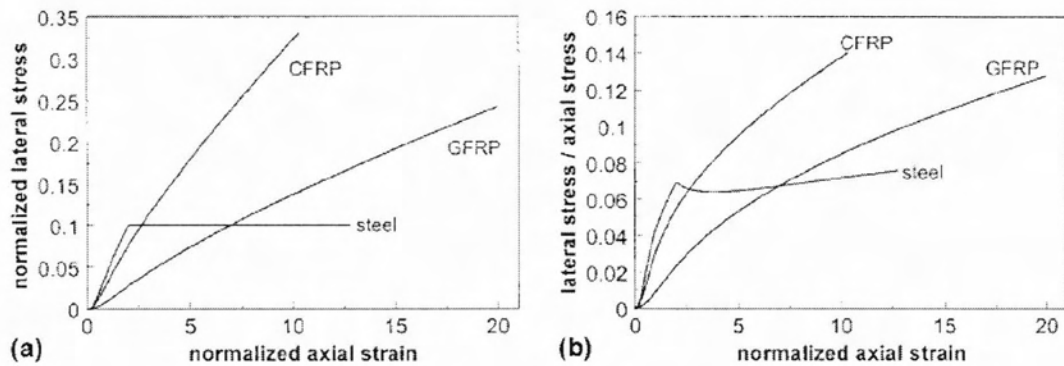 normalized lateral stress
0.35
0.3
0.25
0.2
0.15
0.1
0.05
0
CFRP
GFRP
steel
0 5 10 15 20
(a) normalized axial strain
lateral stress / axial stress
0.16
0.14
0.12
0.10
0.08
0.06
0.04
0.02
0
CFRP
GFRP
steel
0 5 10 15 20
(b) normalized axial strain